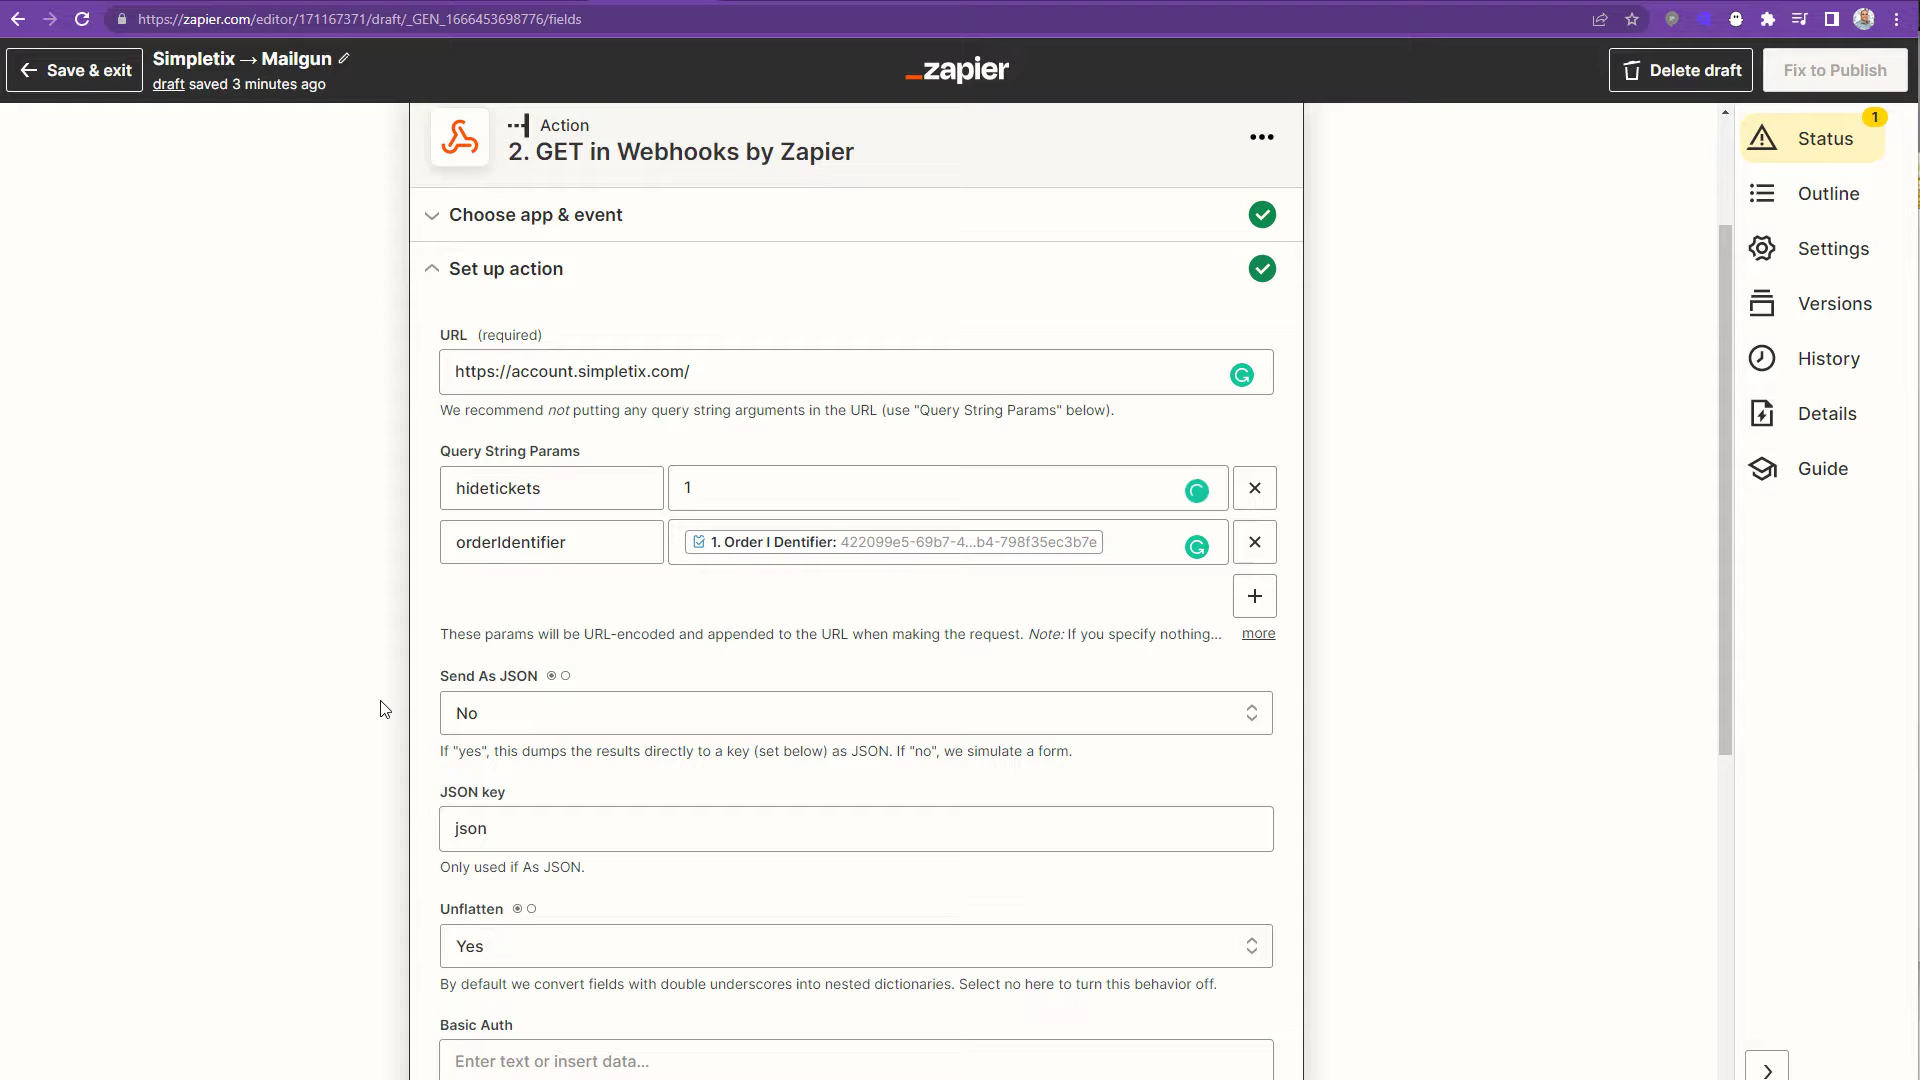 https://zapier.com/editor/171167371/draft/_GEN_1666453698776/fields
Save & exit
Simpletix → Mailgun
draft saved 3 minutes ago
_zapier
Delete draft
Fix to Publish
Action
2. GET in Webhooks by Zapier
Choose app & event
Set up action
URL (required)
https://account.simpletix.com/
We recommend not putting any query string arguments in the URL (use "Query String Params" below).
Query String Params
hidetickets
1
orderIdentifier
1. Order I Dentifier: 422099e5-69b7-4...b4-798f35ec3b7e
These params will be URL-encoded and appended to the URL when making the request. Note: If you specify nothing... more
Send As JSON
No
If "yes", this dumps the results directly to a key (set below) as JSON. If "no", we simulate a form.
JSON key
json
Only used if As JSON.
Unflatten
Yes
By default we convert fields with double underscores into nested dictionaries. Select no here to turn this behavior off.
Basic Auth
Enter text or insert data...
1
Status
Outline
Settings
Versions
History
Details
Guide